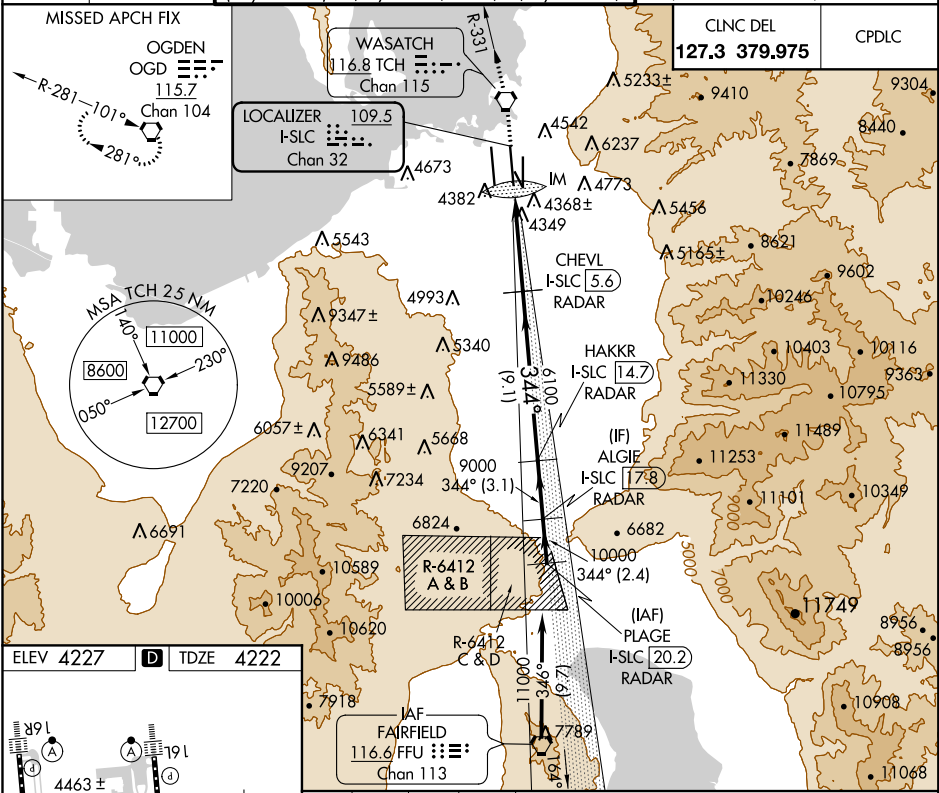 MISSED APCH FIX
OGDEN
OGD
115.7
Chan 104
R-281
101°
281°
R-331
WASATCH
116.8 TCH
Chan 115
LOCALIZER 109.5
I-SLC
Chan 32
CLNC DEL
127.3 379.975
CPDLC
5233±
9410
9304
4542
6237
8440
7869
4673
4382
IM
4773
4368±
4349
5456
5543
5165±
8621
CHEVL
I-SLC 5.6
RADAR
9602
MSA TCH 25 NM
140°
11000
230°
8600
050°
12700
4993
10246
9347±
5340
9486
HAKKR
I-SLC 14.7
RADAR
10403
10116
9363
5589±
344°
(9.1)
6100
11330
10795
6057±
6341
5668
(IF)
ALGIE
I-SLC 17.8
RADAR
11489
11253
9207
7234
9000
344° (3.1)
7220
11101
10349
6691
6824
6682
7000
5000
R-6412
A & B
10000
344° (2.4)
10589
10006
7000
11749
(IAF)
PLAGE
I-SLC 20.2
RADAR
10620
R-6412
C & D
8956
8956
11000
346°
(6.7)
ELEV 4227 D TDZE 4222
7918
10908
IAF
FAIRFIELD
116.6 FFU
Chan 113
7789
164°
11068
16R
A
A
16L
P
P
4463 ±